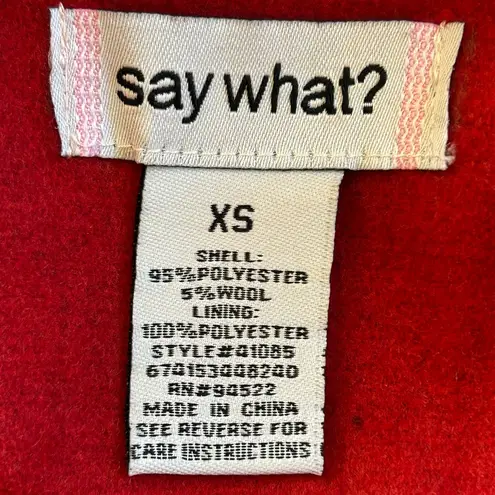 say what?
XS
SHELL:
95%POLYESTER
5%WOOL
LINING:
100%POLYESTER
STYLE#41085
674153448240
RN#94522
MADE IN CHINA
SEE REVERSE FOR
CARE INSTRUCTIONS